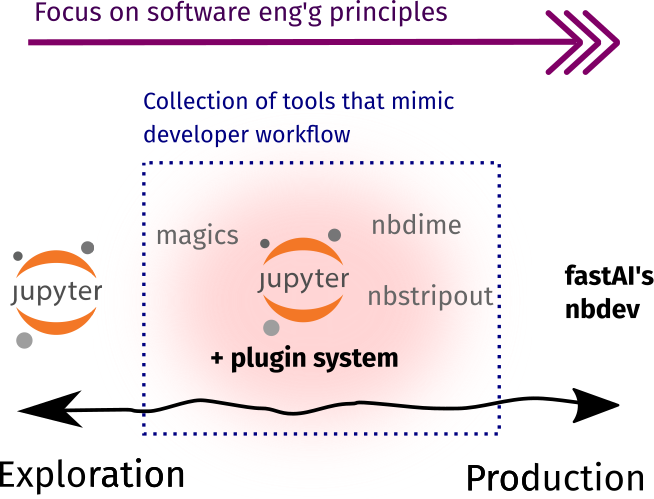 Focus on software eng'g principles
Collection of tools that mimic
developer workflow
magics
nbdime
jupyter
jupyter
nbstripout
fastAI's
nbdev
+ plugin system
Exploration
Production